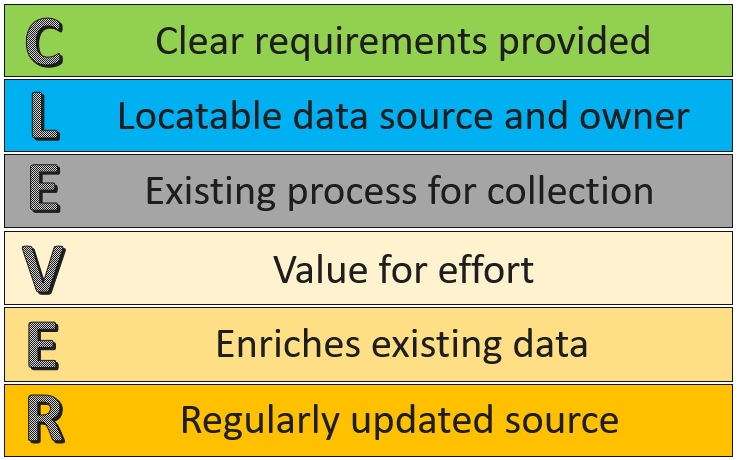 C Clear requirements provided
L Locatable data source and owner
E Existing process for collection
V Value for effort
E Enriches existing data
R Regularly updated source